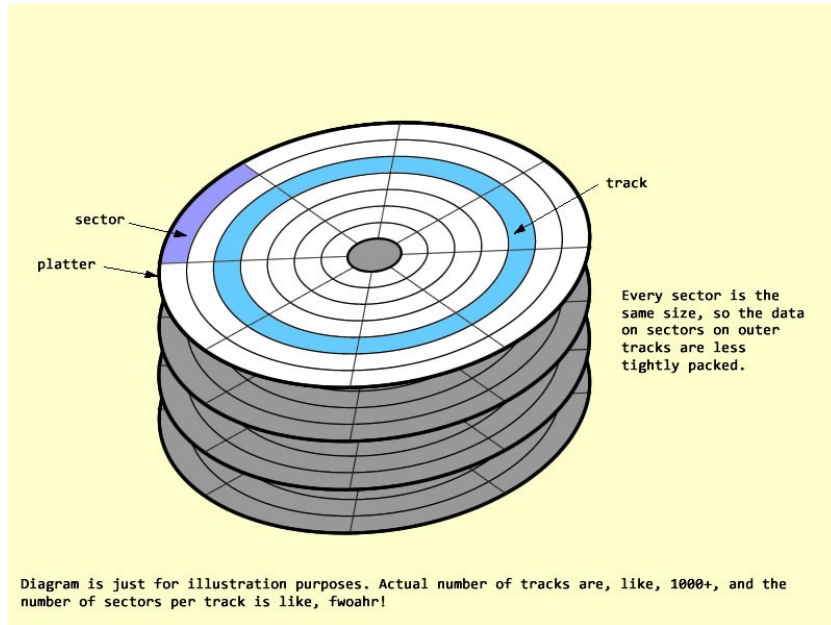 track
sector
platter
Every sector is the
same size, so the data
on sectors on outer
tracks are less
tightly packed.
Diagram is just for illustration purposes. Actual number of tracks are, like, 1000+, and the
number of sectors per track is like, fwoahr!